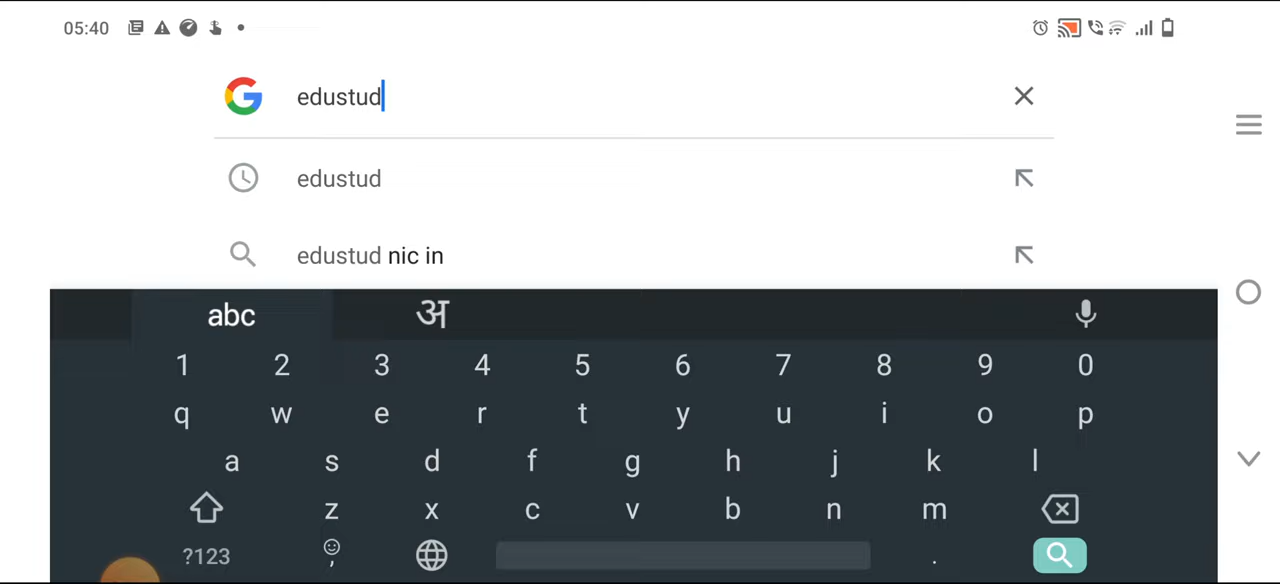 05:40
edustud
edustud
edustud nic in
abc अ
1 2 3 4 5 6 7 8 9 0
q w e r t y u i o p
a s d f g h j k l
z x c v b n m
?123 , .